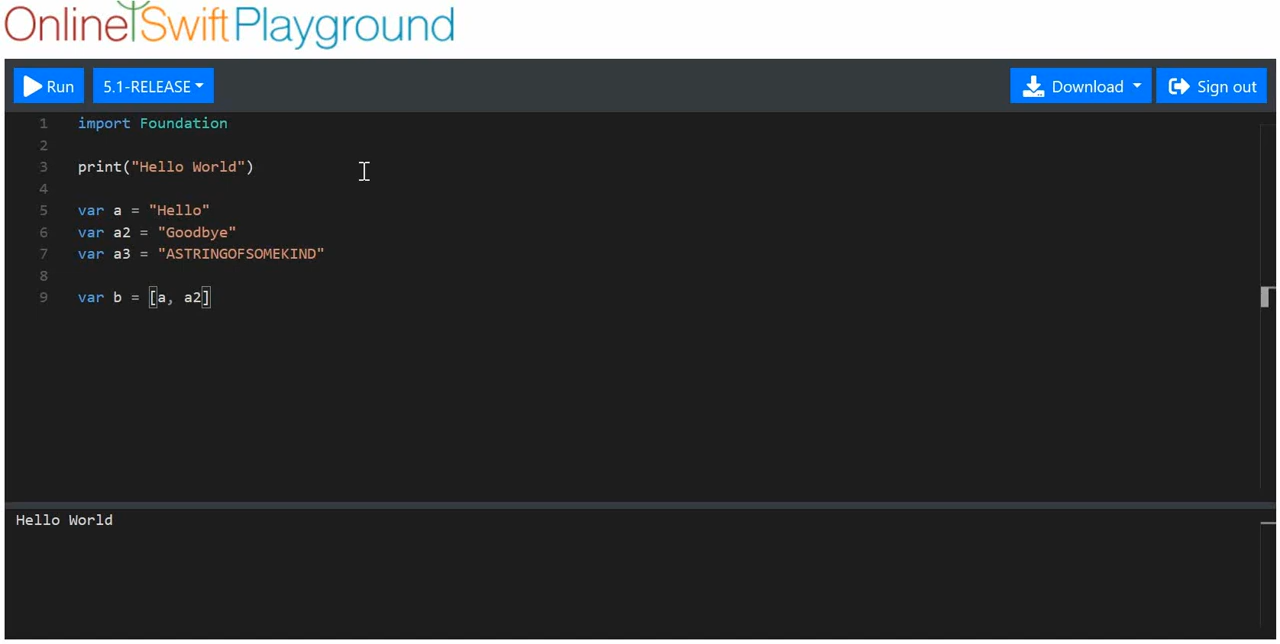 Online Swift Playground
Run 5.1-RELEASE Download Sign out
1 import Foundation
2
3 print("Hello World")
4
5 var a = "Hello"
6 var a2 = "Goodbye"
7 var a3 = "ASTRINGOFSOMEKIND"
8
9 var b = [a, a2]
Hello World